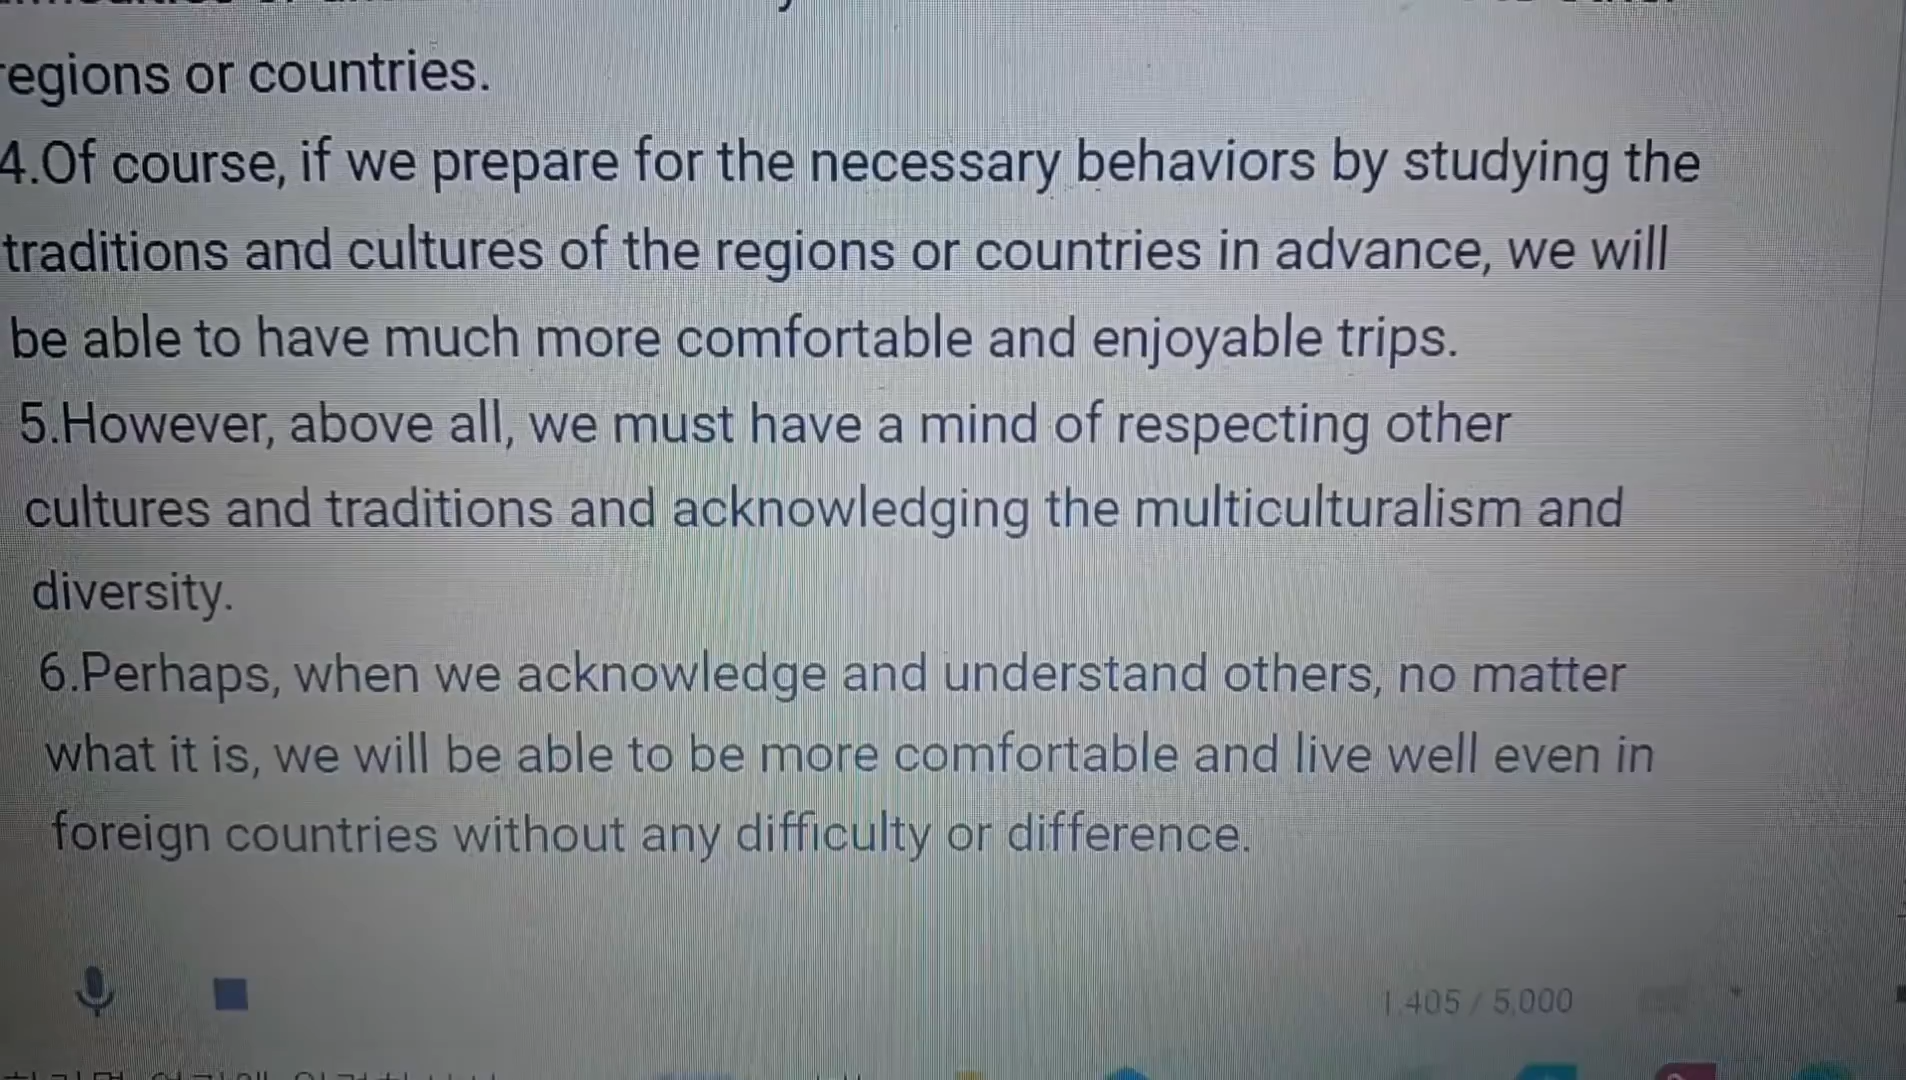 regions or countries.
4.Of course, if we prepare for the necessary behaviors by studying the
traditions and cultures of the regions or countries in advance, we will
be able to have much more comfortable and enjoyable trips.
5.However, above all, we must have a mind of respecting other
cultures and traditions and acknowledging the multiculturalism and
diversity.
6.Perhaps, when we acknowledge and understand others, no matter
what it is, we will be able to be more comfortable and live well even in
foreign countries without any difficulty or difference.
1,405 / 5,000